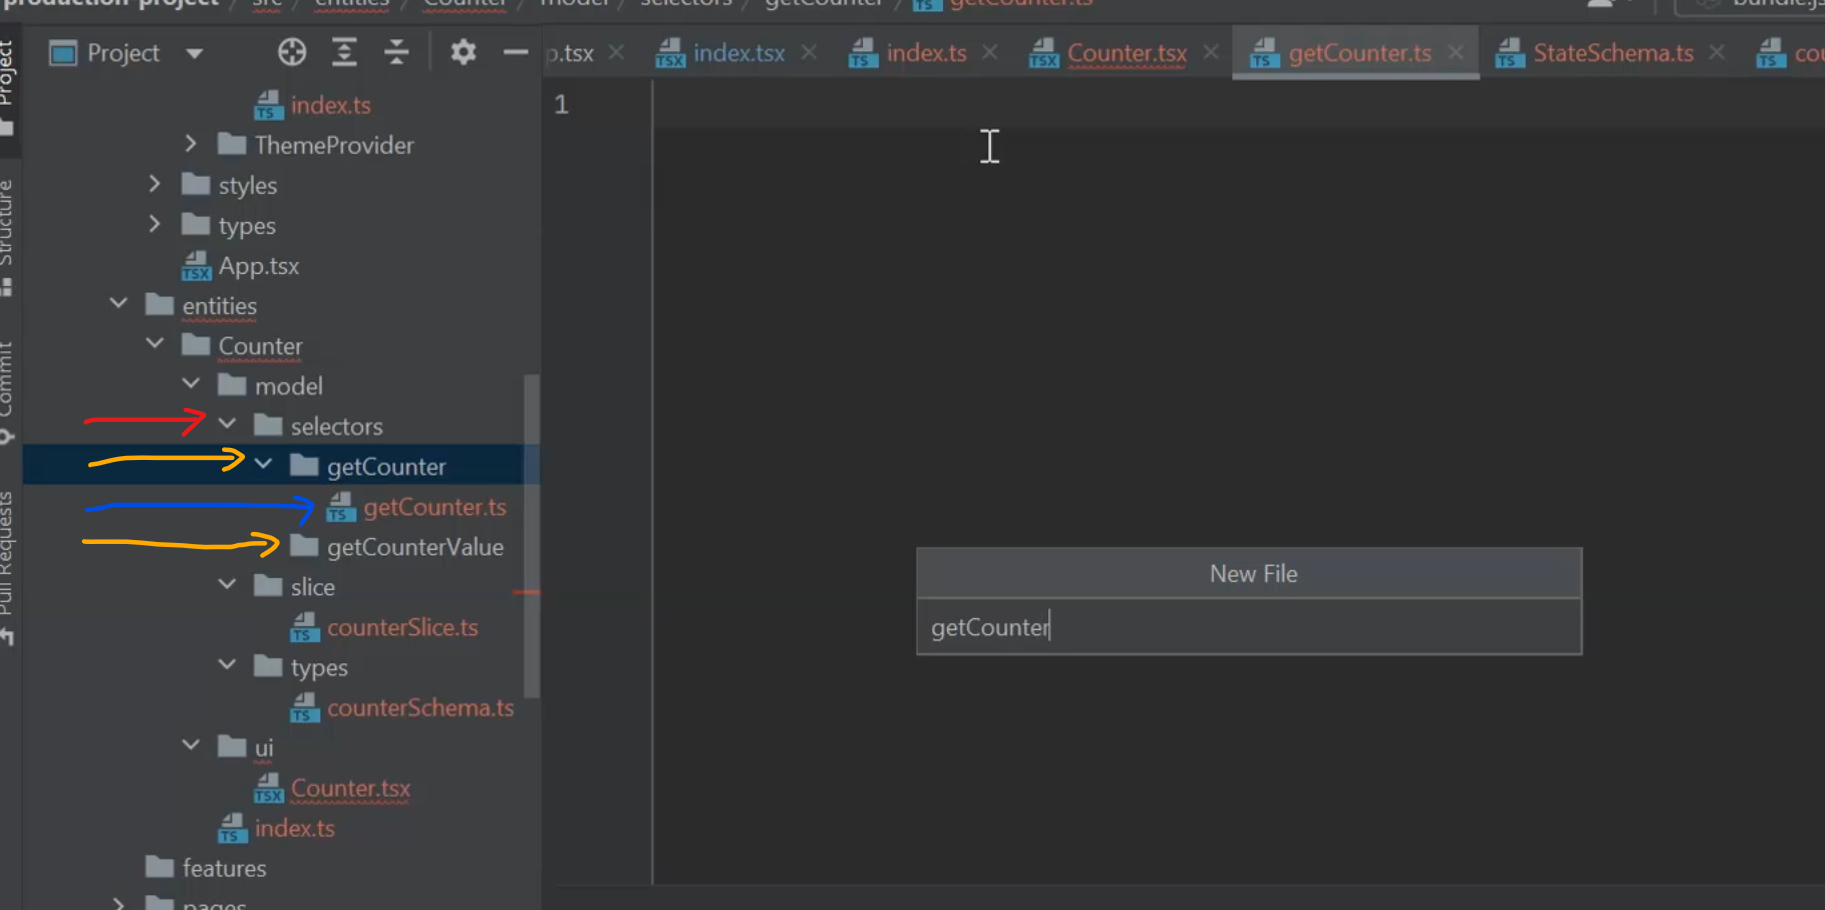 production-project / src / entities / Counter / model / selectors / getCounter / getCounter.ts
Project
p.tsx
index.tsx
index.ts
Counter.tsx
getCounter.ts
StateSchema.ts
Project
Structure
Commit
Pull Requests
index.ts
ThemeProvider
styles
types
App.tsx
entities
Counter
model
selectors
getCounter
getCounter.ts
getCounterValue
slice
counterSlice.ts
types
counterSchema.ts
ui
Counter.tsx
index.ts
features
pages
1
New File
getCounter